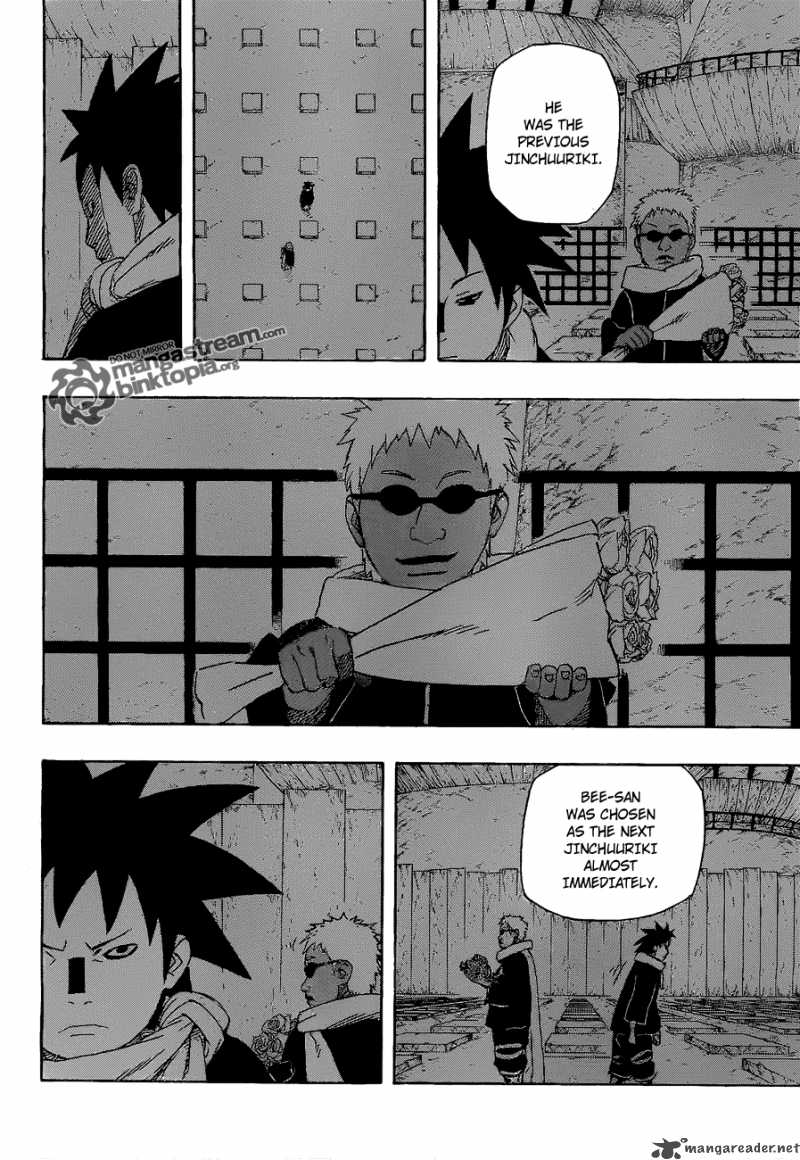 HE
WAS THE
PREVIOUS
JINCHUURIKI.
DO NOT MIRROR
mangastream.com
binktopia.org
BEE-SAN
WAS CHOSEN
AS THE NEXT
JINCHUURIKI
ALMOST
IMMEDIATELY.
mangareader.net